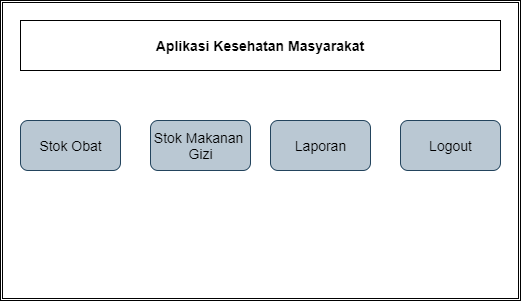 Aplikasi Kesehatan Masyarakat
Stok Obat
Stok Makanan
Gizi
Laporan
Logout